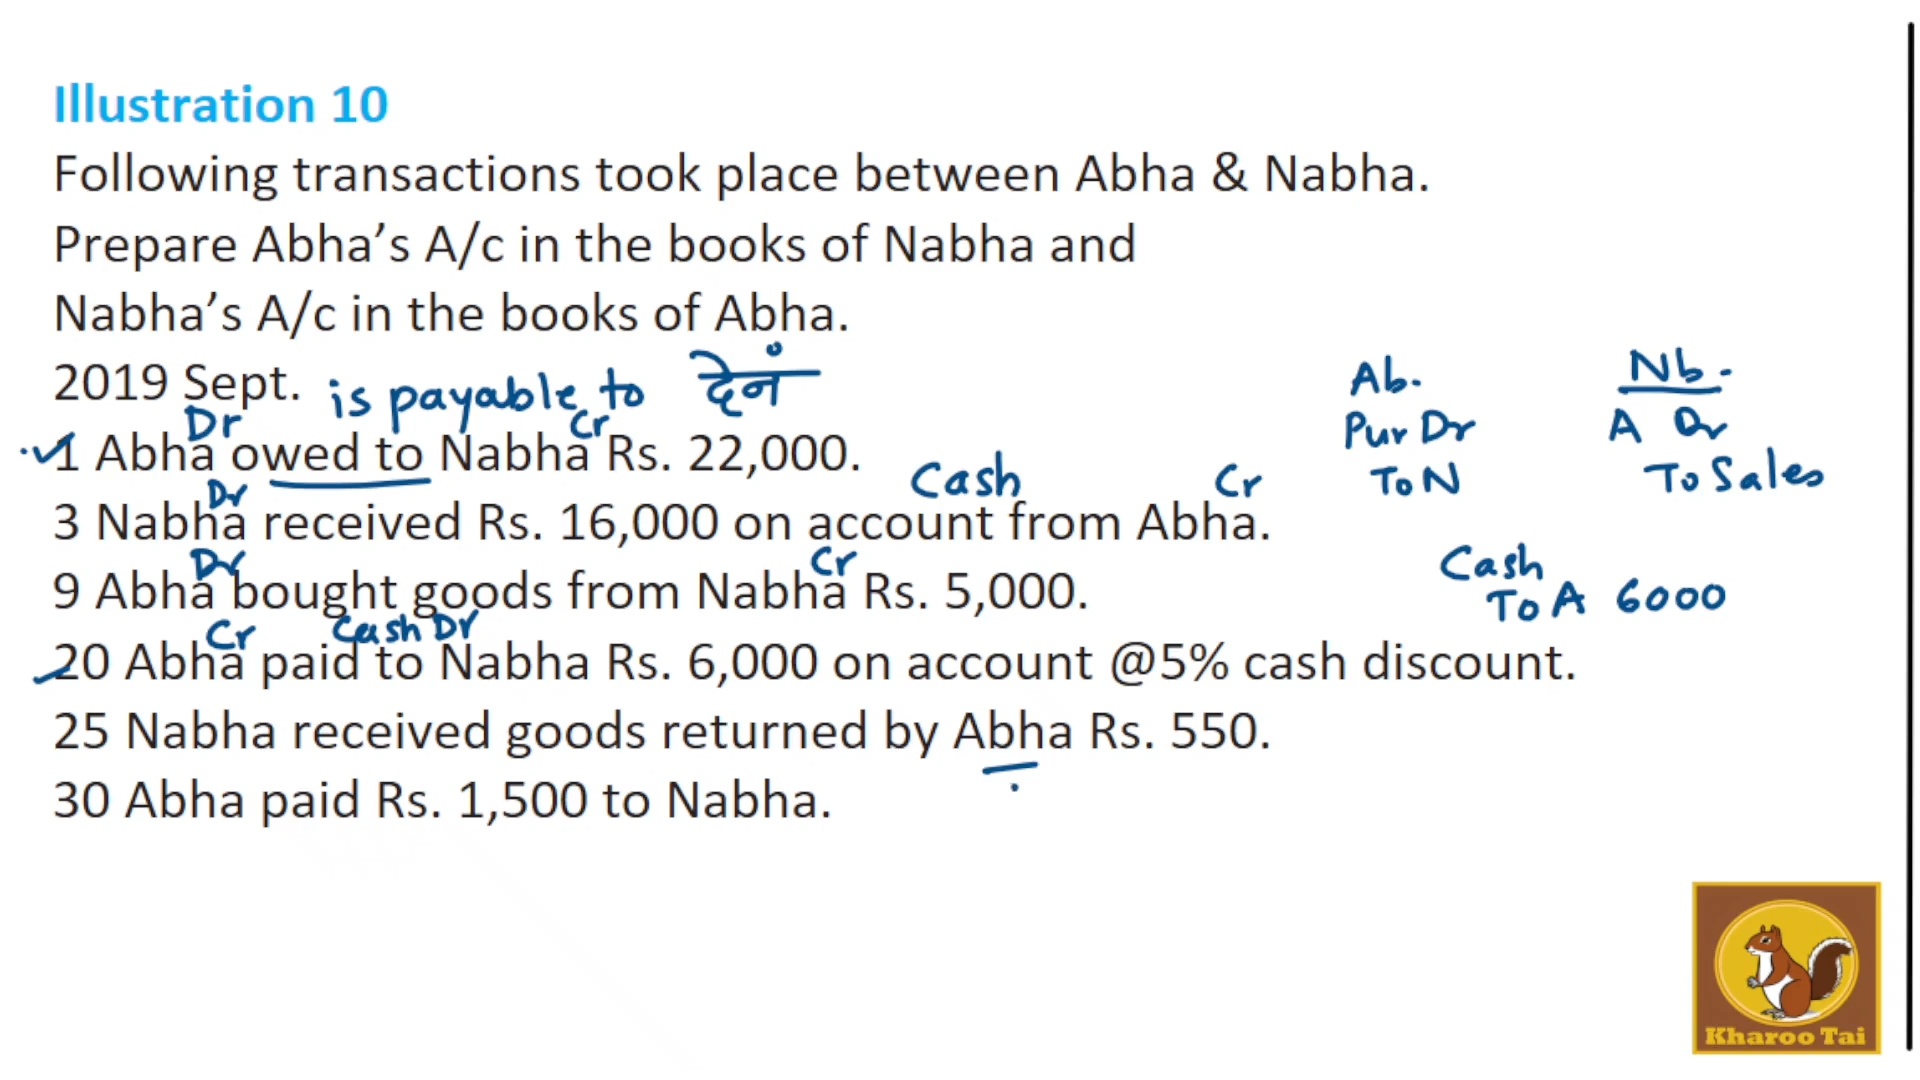 Illustration 10
Following transactions took place between Abha & Nabha.
Prepare Abha’s A/c in the books of Nabha and
Nabha’s A/c in the books of Abha.
2019 Sept. is payable to देनं
Ab. Nb.
Dr Cr Pur Dr A Dr
1 Abha owed to Nabha Rs. 22,000.
Dr Cash Cr To N To Sales
3 Nabha received Rs. 16,000 on account from Abha.
Dr Cr Cash
9 Abha bought goods from Nabha Rs. 5,000.
To A 6000
Cr Cash Dr
20 Abha paid to Nabha Rs. 6,000 on account @5% cash discount.
25 Nabha received goods returned by Abha Rs. 550.
30 Abha paid Rs. 1,500 to Nabha.
Kharoo Tai